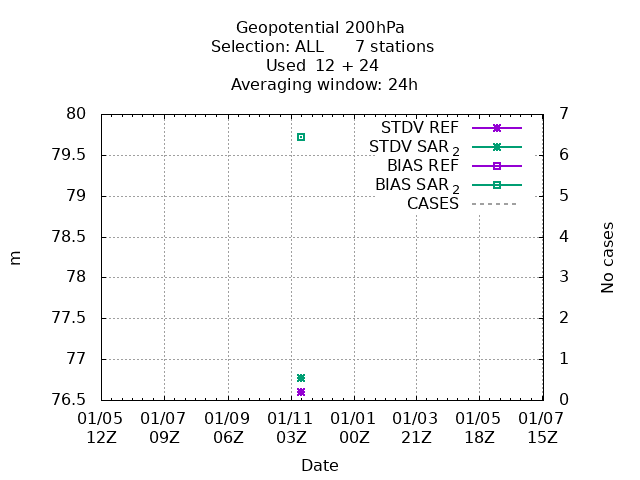 Geopotential 200hPa
Selection: ALL 7 stations
Used 12 + 24
Averaging window: 24h
80 7
STDV REF
STDV SAR2
79.5 6
BIAS REF
BIAS SAR2
79 5
CASES
78.5 4
m No cases
78 3
77.5 2
77 1
76.5 0
01/05 01/07 01/09 01/11 01/01 01/03 01/05 01/07
12Z 09Z 06Z 03Z 00Z 21Z 18Z 15Z
Date